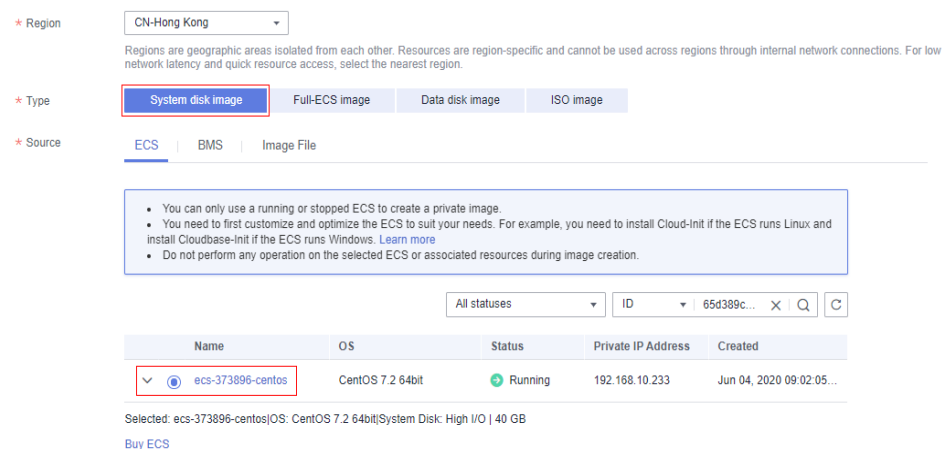 * Region
CN-Hong Kong
Regions are geographic areas isolated from each other. Resources are region-specific and cannot be used across regions through internal network connections. For low
network latency and quick resource access, select the nearest region.
* Type
System disk image Full-ECS image Data disk image ISO image
* Source
ECS BMS Image File
• You can only use a running or stopped ECS to create a private image.
• You need to first customize and optimize the ECS to suit your needs. For example, you need to install Cloud-Init if the ECS runs Linux and
install Cloudbase-Init if the ECS runs Windows. Learn more
• Do not perform any operation on the selected ECS or associated resources during image creation.
All statuses ID 65d389c...
Name OS Status Private IP Address Created
ecs-373896-centos CentOS 7.2 64bit Running 192.168.10.233 Jun 04, 2020 09:02:05...
Selected: ecs-373896-centos|OS: CentOS 7.2 64bit|System Disk: High I/O | 40 GB
Buy ECS